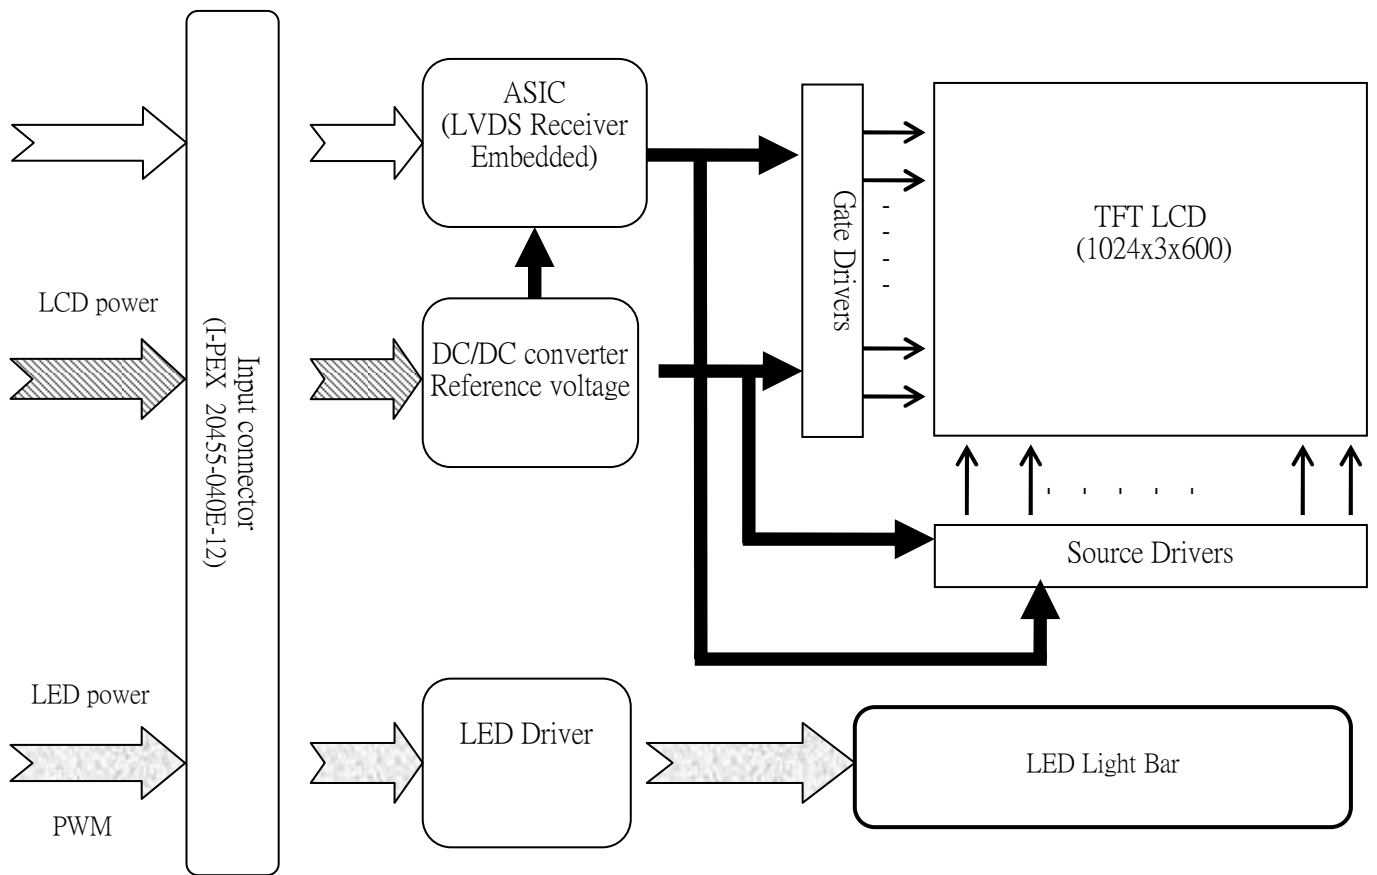 ASIC
(LVDS Receiver
Embedded)
Gate Drivers
TFT LCD
(1024x3x600)
LCD power
Input connector
(I-PEX 20455-040E-12)
DC/DC converter
Reference voltage
Source Drivers
LED power
PWM
LED Driver
LED Light Bar